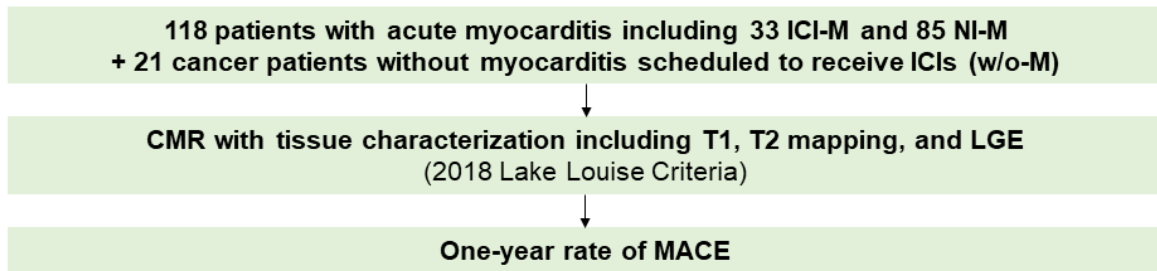 118 patients with acute myocarditis including 33 ICI-M and 85 NI-M
+ 21 cancer patients without myocarditis scheduled to receive ICIs (w/o-M)
CMR with tissue characterization including T1, T2 mapping, and LGE
(2018 Lake Louise Criteria)
One-year rate of MACE